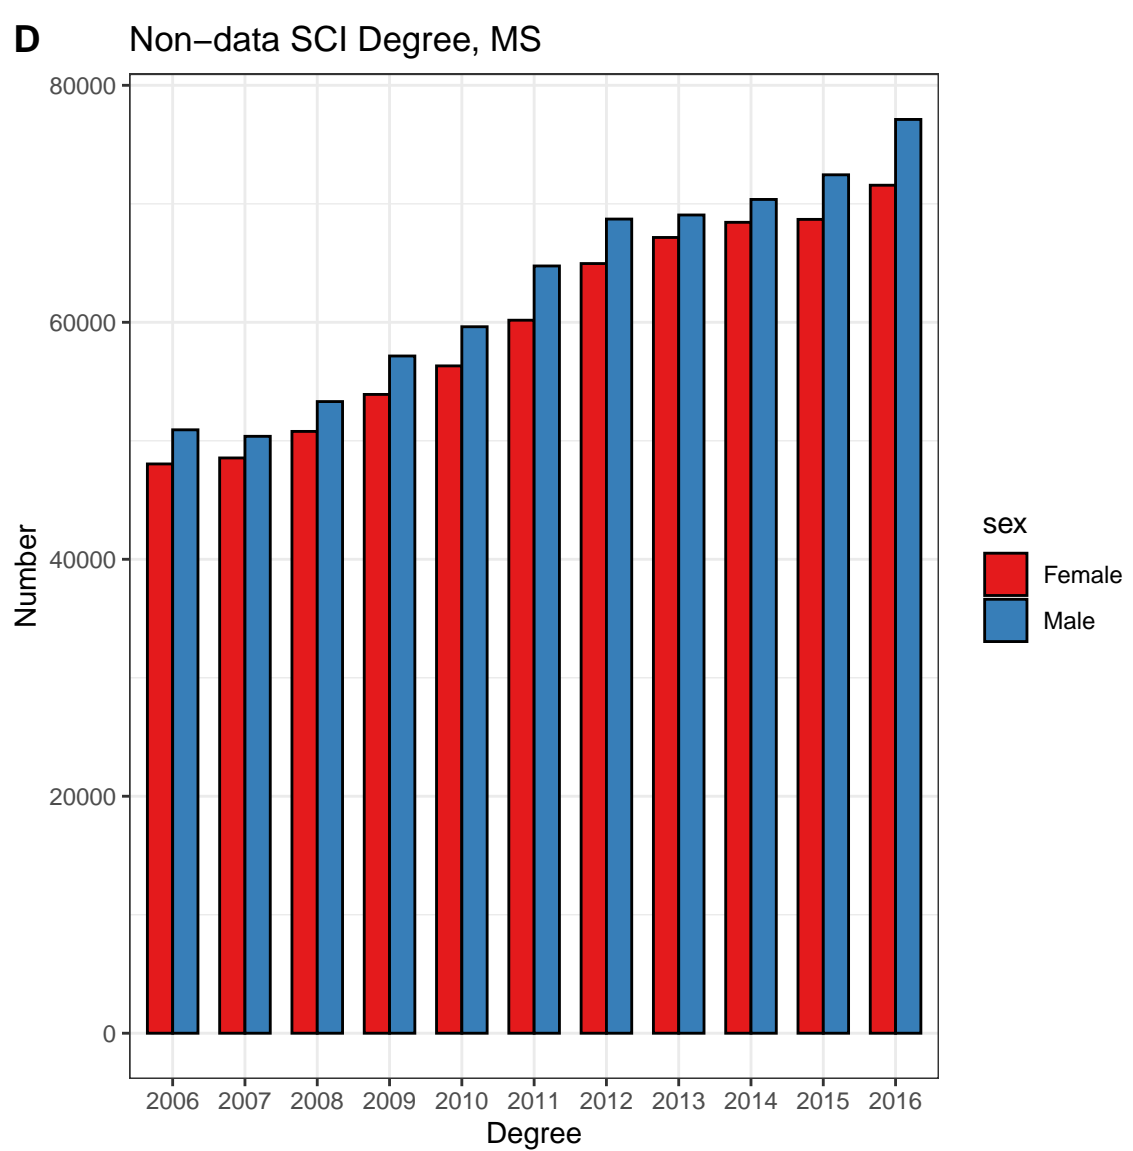 D Non−data SCI Degree, MS
80000
60000
40000
20000
0
Number
2006 2007 2008 2009 2010 2011 2012 2013 2014 2015 2016
Degree
sex
Female
Male